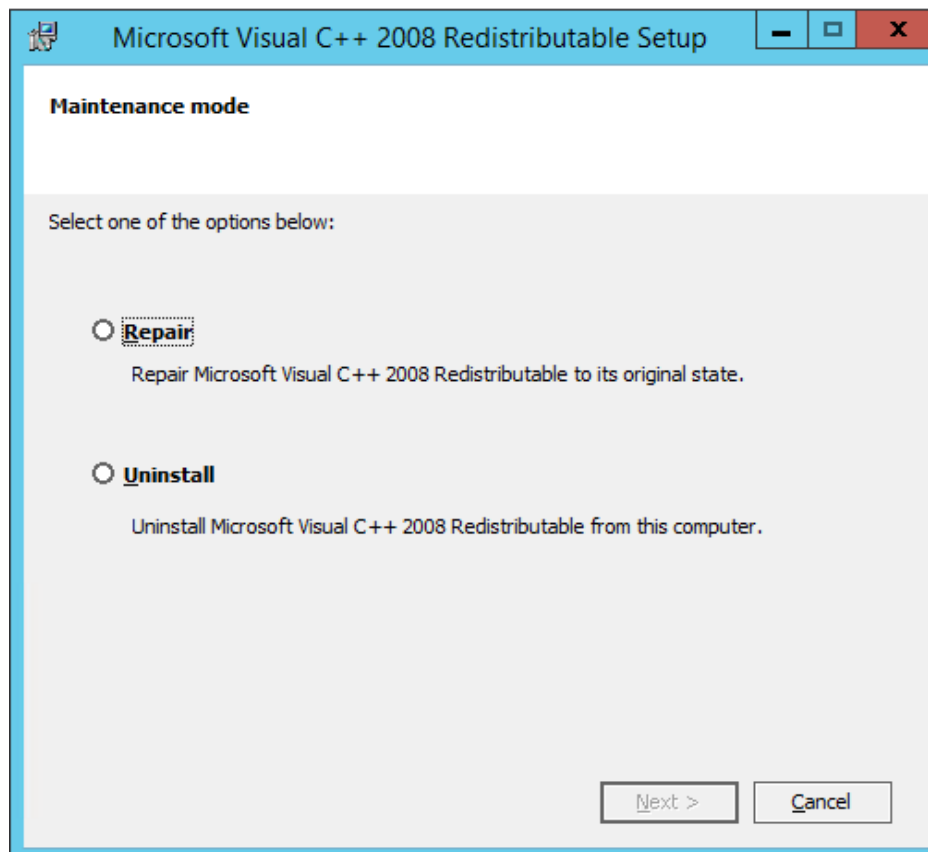 Microsoft Visual C++ 2008 Redistributable Setup
Maintenance mode
Select one of the options below:
Repair
Repair Microsoft Visual C++ 2008 Redistributable to its original state.
Uninstall
Uninstall Microsoft Visual C++ 2008 Redistributable from this computer.
Next >
Cancel